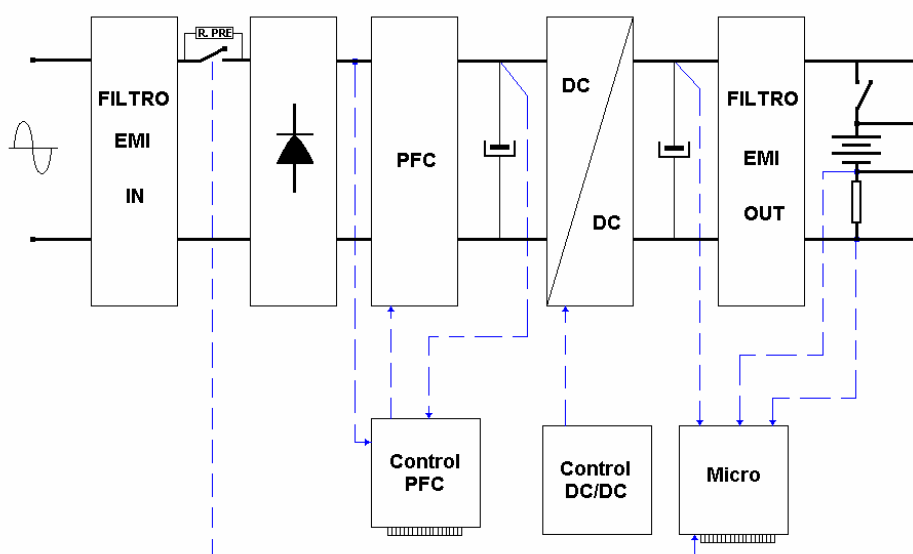 R. PRE
FILTRO
EMI
IN
PFC
DC
DC
FILTRO
EMI
OUT
Control
PFC
Control
DC/DC
Micro